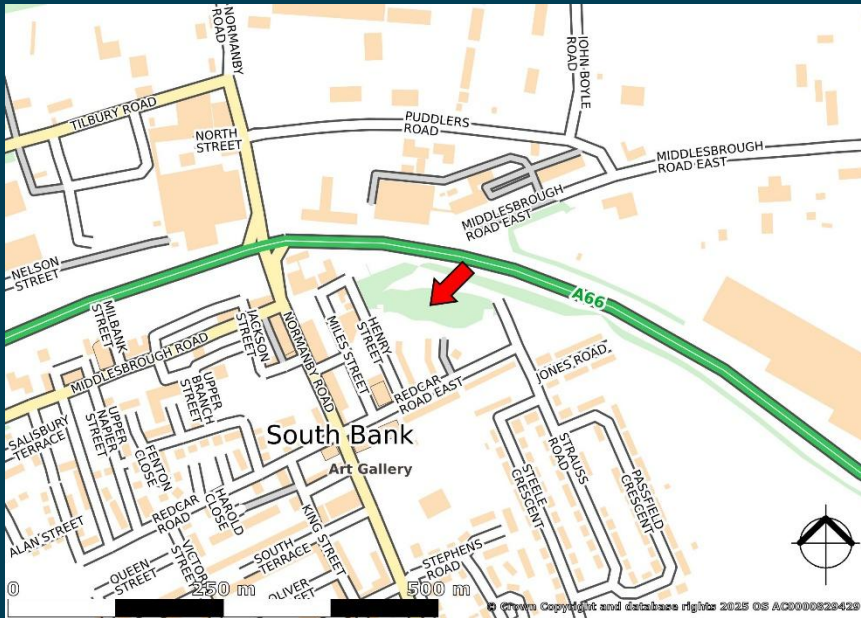 NORMANBY
ROAD
JOHN BOYLE
ROAD
TILBURY ROAD
PUDDLERS
ROAD
NORTH
STREET
MIDDLESBROUGH
ROAD EAST
MIDDLESBROUGH
ROAD EAST
NELSON
STREET
A66
MILBANK
STREET
JACKSON
STREET
NORMANBY ROAD
MILES STREET
HENRY
STREET
MIDDLESBROUGH ROAD
UPPER
BRANCH
STREET
REDCAR
ROAD EAST
JONES ROAD
SALISBURY
TERRACE
UPPER
NAPIER
STREET
FENTON
CLOSE
South Bank
Art Gallery
STRAUSS
ROAD
STEELE
CRESCENT
PASSFIELD
CRESCENT
HAROLD
CLOSE
REDCAR
ROAD
ALAN STREET
KING STREET
QUEEN
STREET
SOUTH
TERRACE
STEPHENS
ROAD
OLIVER
0
250 m
500 m
© Crown Copyright and database rights 2025 OS AC0000829429